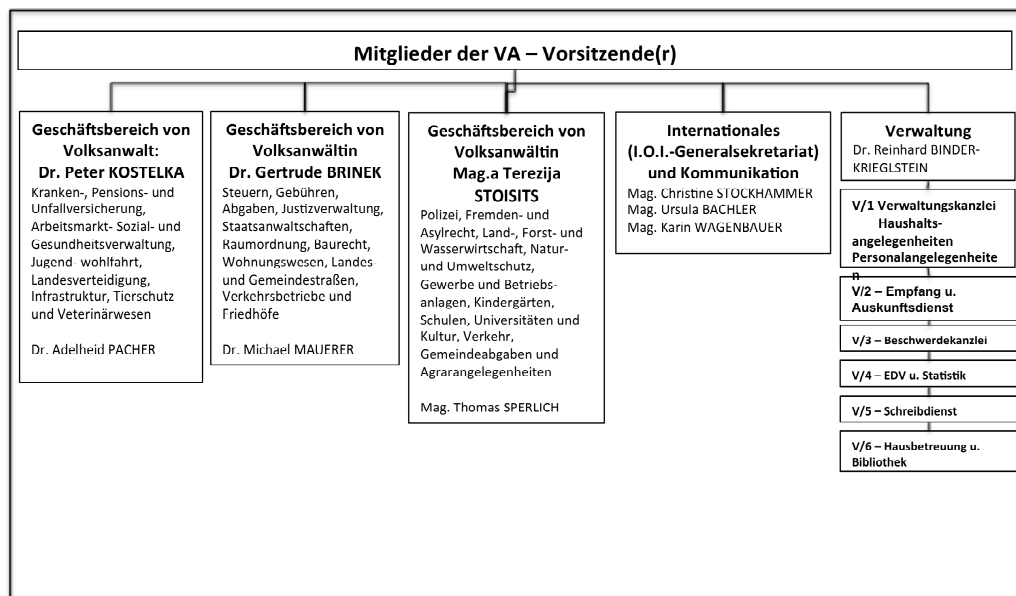 Mitglieder der VA – Vorsitzende(r)
Geschäftsbereich von
Volksanwalt:
Dr. Peter KOSTELKA
Kranken-, Pensions- und
Unfallversicherung,
Arbeitsmarkt- Sozial- und
Gesundheitsverwaltung,
Jugend- wohlfahrt,
Landesverteidigung,
Infrastruktur, Tierschutz
und Veterinärwesen
Dr. Adelheid PACHER
Geschäftsbereich von
Volksanwältin
Dr. Gertrude BRINEK
Steuern, Gebühren,
Abgaben, Justizverwaltung,
Staatsanwaltschaften,
Raumordnung, Baurecht,
Wohnungswesen, Landes-
und Gemeindestraßen,
Verkehrsbetriebe und
Friedhöfe
Dr. Michael MAUERER
Geschäftsbereich von
Volksanwältin
Mag.a Terezija
STOISITS
Polizei, Fremden- und
Asylrecht, Land-, Forst- und
Wasserwirtschaft, Natur-
und Umweltschutz,
Gewerbe und Betriebs-
anlagen, Kindergärten,
Schulen, Universitäten und
Kultur, Verkehr,
Gemeindeabgaben und
Agrarangelegenheiten
Mag. Thomas SPERLICH
Internationales
(I.O.I.-Generalsekretariat)
und Kommunikation
Mag. Christine STOCKHAMMER
Mag. Ursula BACHLER
Mag. Karin WAGENBAUER
Verwaltung
Dr. Reinhard BINDER-
KRIEGLSTEIN
V/1 Verwaltungskanzlei
Haushalts-
angelegenheiten
Personalangelegenheite
n
V/2 – Empfang u.
Auskunftsdienst
V/3 – Beschwerdekanzlei
V/4 – EDV u. Statistik
V/5 – Schreibdienst
V/6 – Hausbetreuung u.
Bibliothek